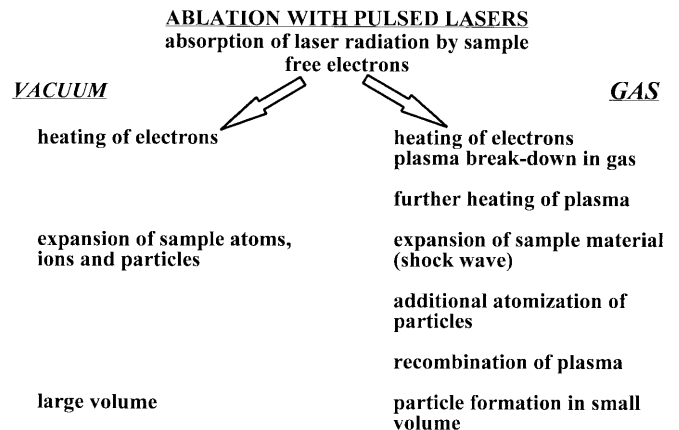 ABLATION WITH PULSED LASERS
absorption of laser radiation by sample
free electrons
VACUUM
GAS
heating of electrons
heating of electrons
plasma break-down in gas
further heating of plasma
expansion of sample atoms,
ions and particles
expansion of sample material
(shock wave)
additional atomization of
particles
recombination of plasma
large volume
particle formation in small
volume